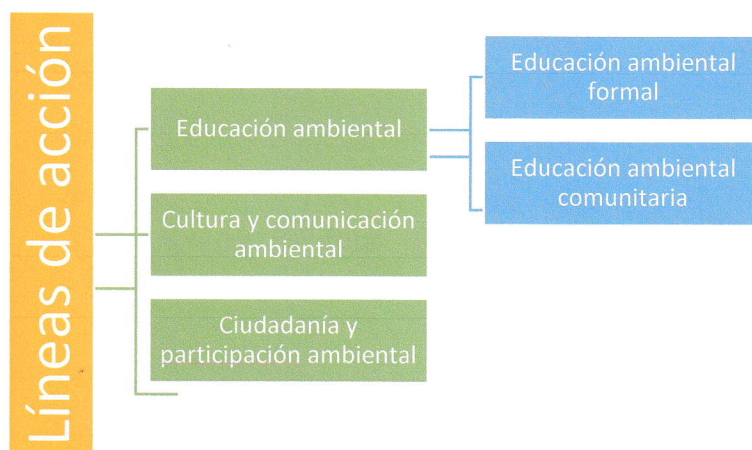 Líneas de acción
Educación ambiental
Cultura y comunicación
ambiental
Ciudadanía y
participación ambiental
Educación ambiental
formal
Educación ambiental
comunitaria